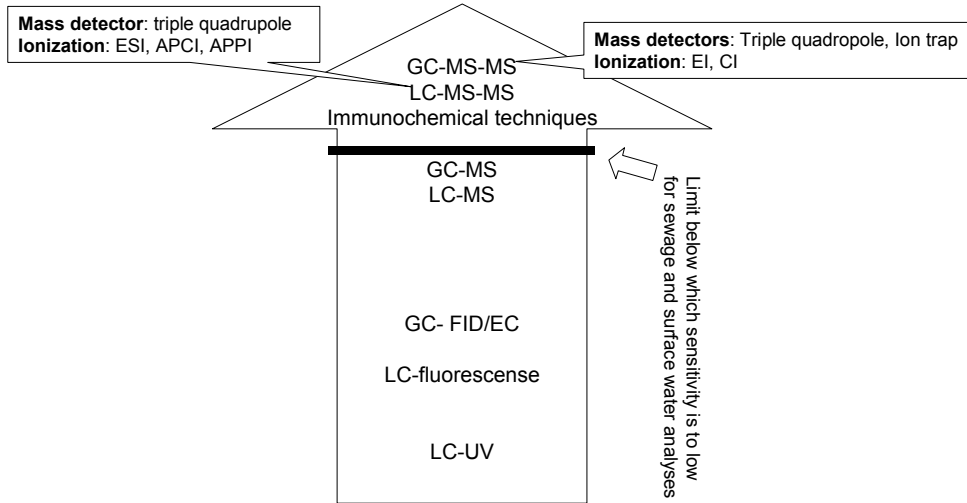 Mass detector: triple quadrupole
Ionization: ESI, APCI, APPI
Mass detectors: Triple quadropole, Ion trap
Ionization: EI, CI
GC-MS-MS
LC-MS-MS
Immunochemical techniques
GC-MS
LC-MS
Limit below which sensitivity is to low
for sewage and surface water analyses
GC- FID/EC
LC-fluorescense
LC-UV